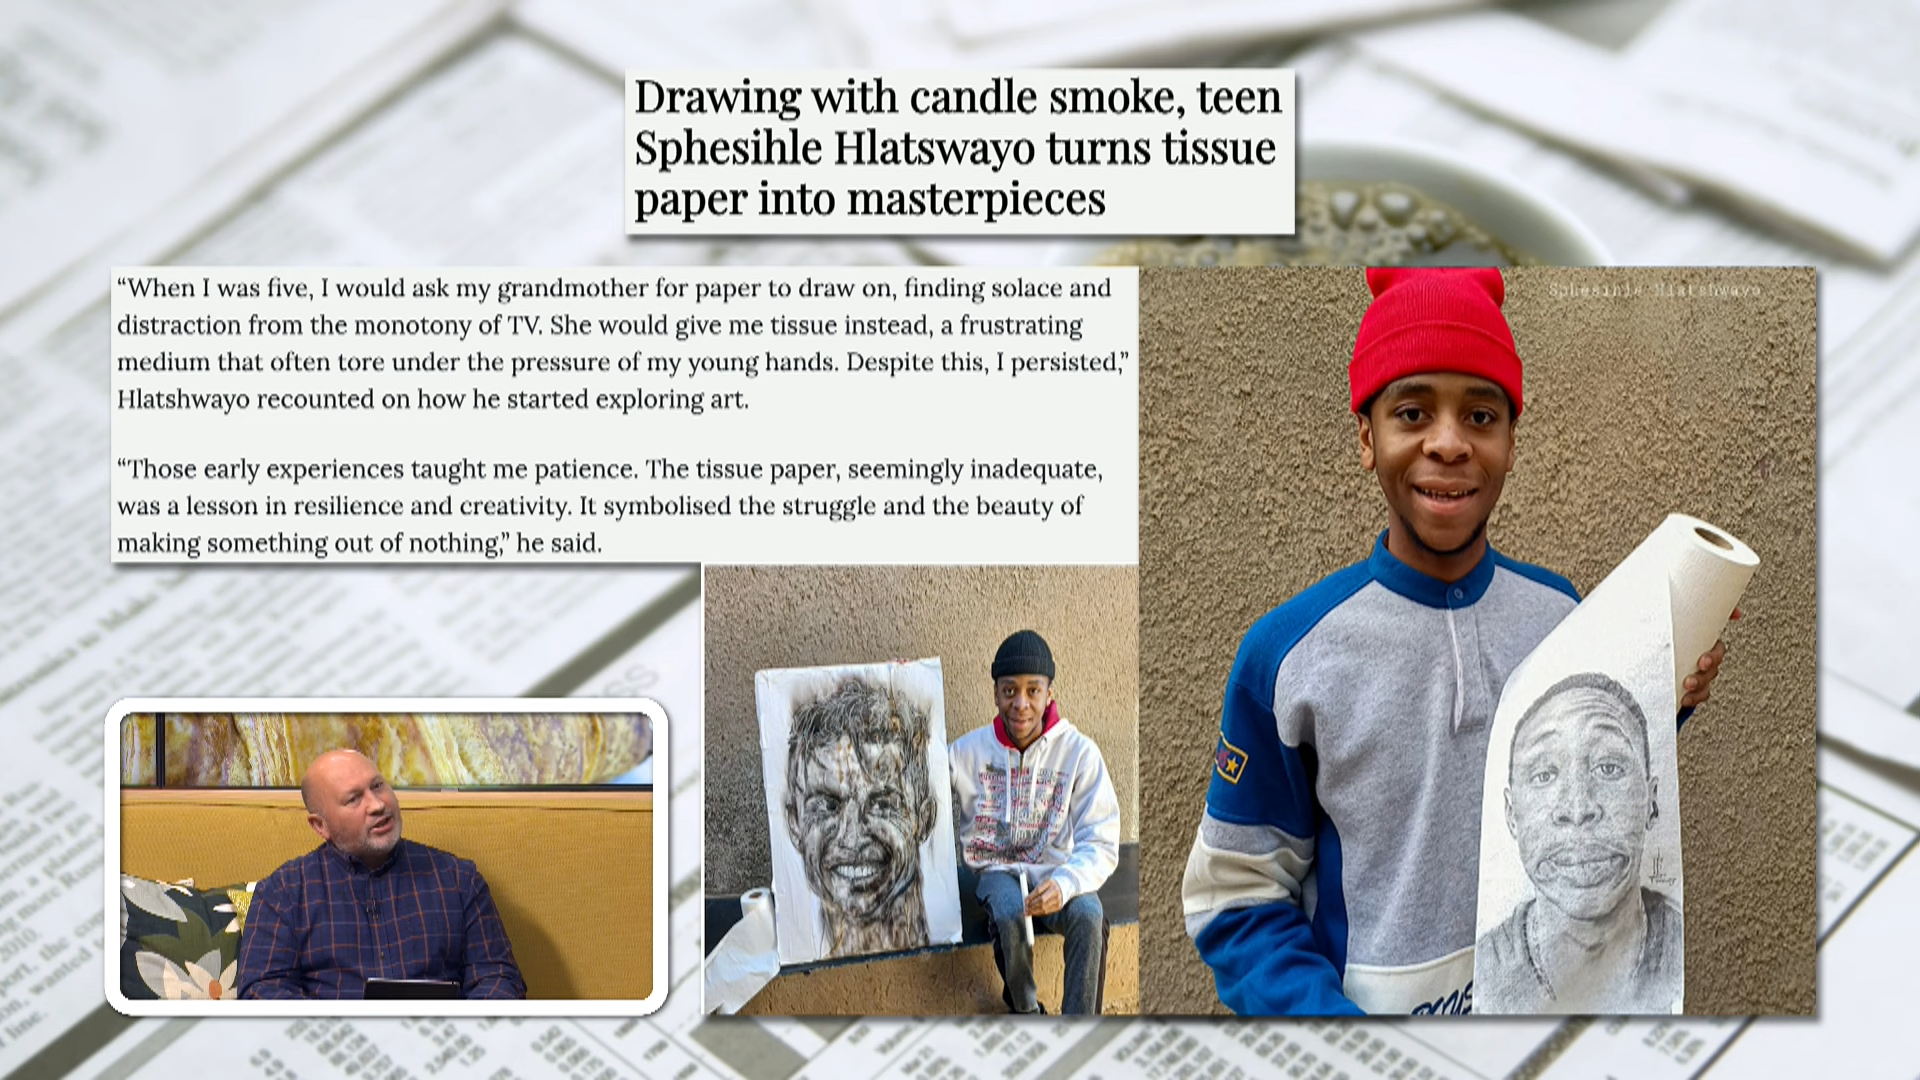 Drawing with candle smoke, teen
Sphesihle Hlatswayo turns tissue
paper into masterpieces
“When I was five, I would ask my grandmother for paper to draw on, finding solace and
distraction from the monotony of TV. She would give me tissue instead, a frustrating
medium that often tore under the pressure of my young hands. Despite this, I persisted,”
Hlatshwayo recounted on how he started exploring art.
“Those early experiences taught me patience. The tissue paper, seemingly inadequate,
was a lesson in resilience and creativity. It symbolised the struggle and the beauty of
making something out of nothing,” he said.
Sphesihle Hlatshwayo